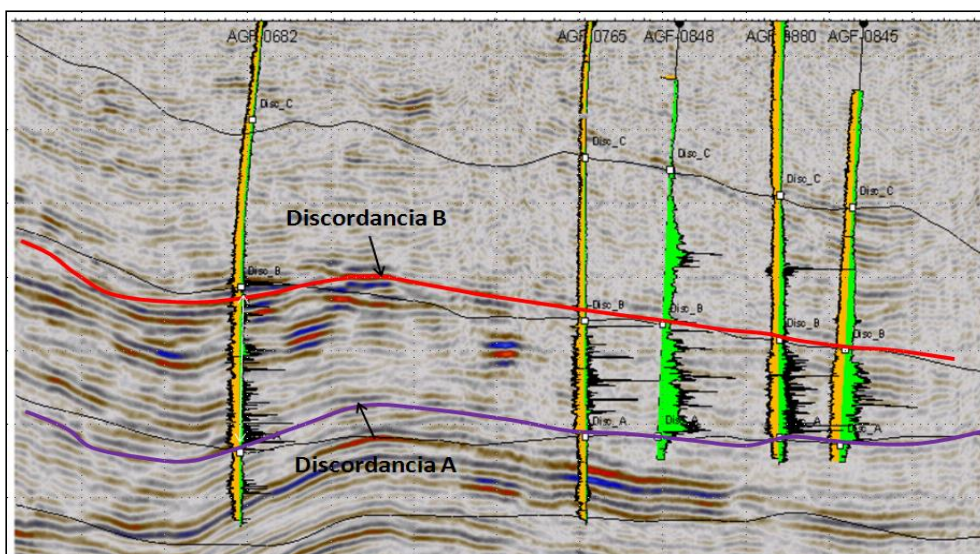 AGF-0682
AGF-0765
AGF-0848
AGF-0880
AGF-0845
Disc_C
Disc_C
Disc_C
Disc_C
Disc_C
Discordancia B
Disc_B
Disc_B
Disc_B
Disc_B
Disc_B
Disc_A
Disc_A
Disc_A
Discordancia A